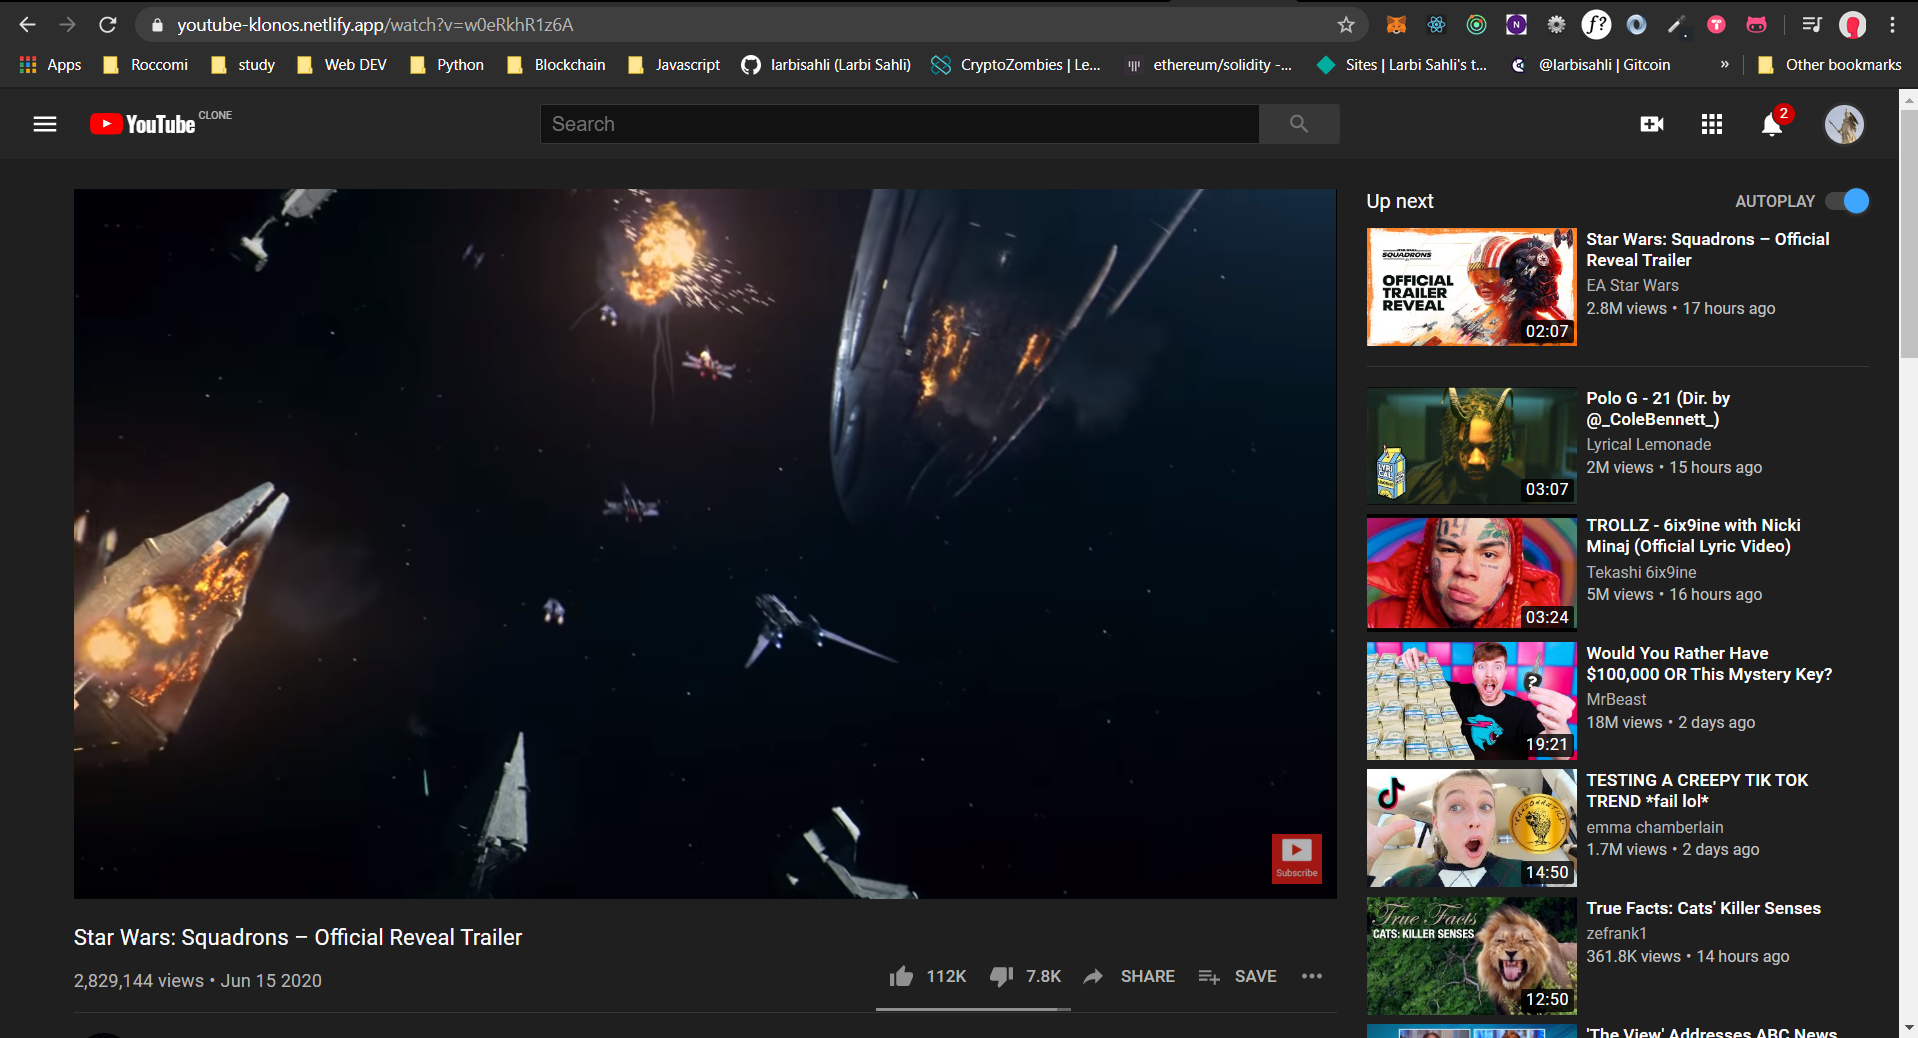 youtube-klonos.netlify.app/watch?v=w0eRkhR1z6A
Apps Roccomi study Web DEV Python Blockchain Javascript larbisahli (Larbi Sahli) CryptoZombies | Le... ethereum/solidity -... Sites | Larbi Sahli's t... @larbisahli | Gitcoin » Other bookmarks
YouTube CLONE
Search
2
Subscribe
Star Wars: Squadrons – Official Reveal Trailer
2,829,144 views • Jun 15 2020
112K 7.8K SHARE SAVE
Up next AUTOPLAY
SQUADRONS
OFFICIAL
TRAILER
REVEAL
02:07
Star Wars: Squadrons – Official
Reveal Trailer
EA Star Wars
2.8M views • 17 hours ago
LYRI
CAL
03:07
Polo G - 21 (Dir. by
@_ColeBennett_)
Lyrical Lemonade
2M views • 15 hours ago
03:24
TROLLZ - 6ix9ine with Nicki
Minaj (Official Lyric Video)
Tekashi 6ix9ine
5M views • 16 hours ago
?
19:21
Would You Rather Have
$100,000 OR This Mystery Key?
MrBeast
18M views • 2 days ago
14:50
TESTING A CREEPY TIK TOK
TREND *fail lol*
emma chamberlain
1.7M views • 2 days ago
True Facts
CATS: KILLER SENSES
12:50
True Facts: Cats' Killer Senses
zefrank1
361.8K views • 14 hours ago
'The View' Addresses ABC News